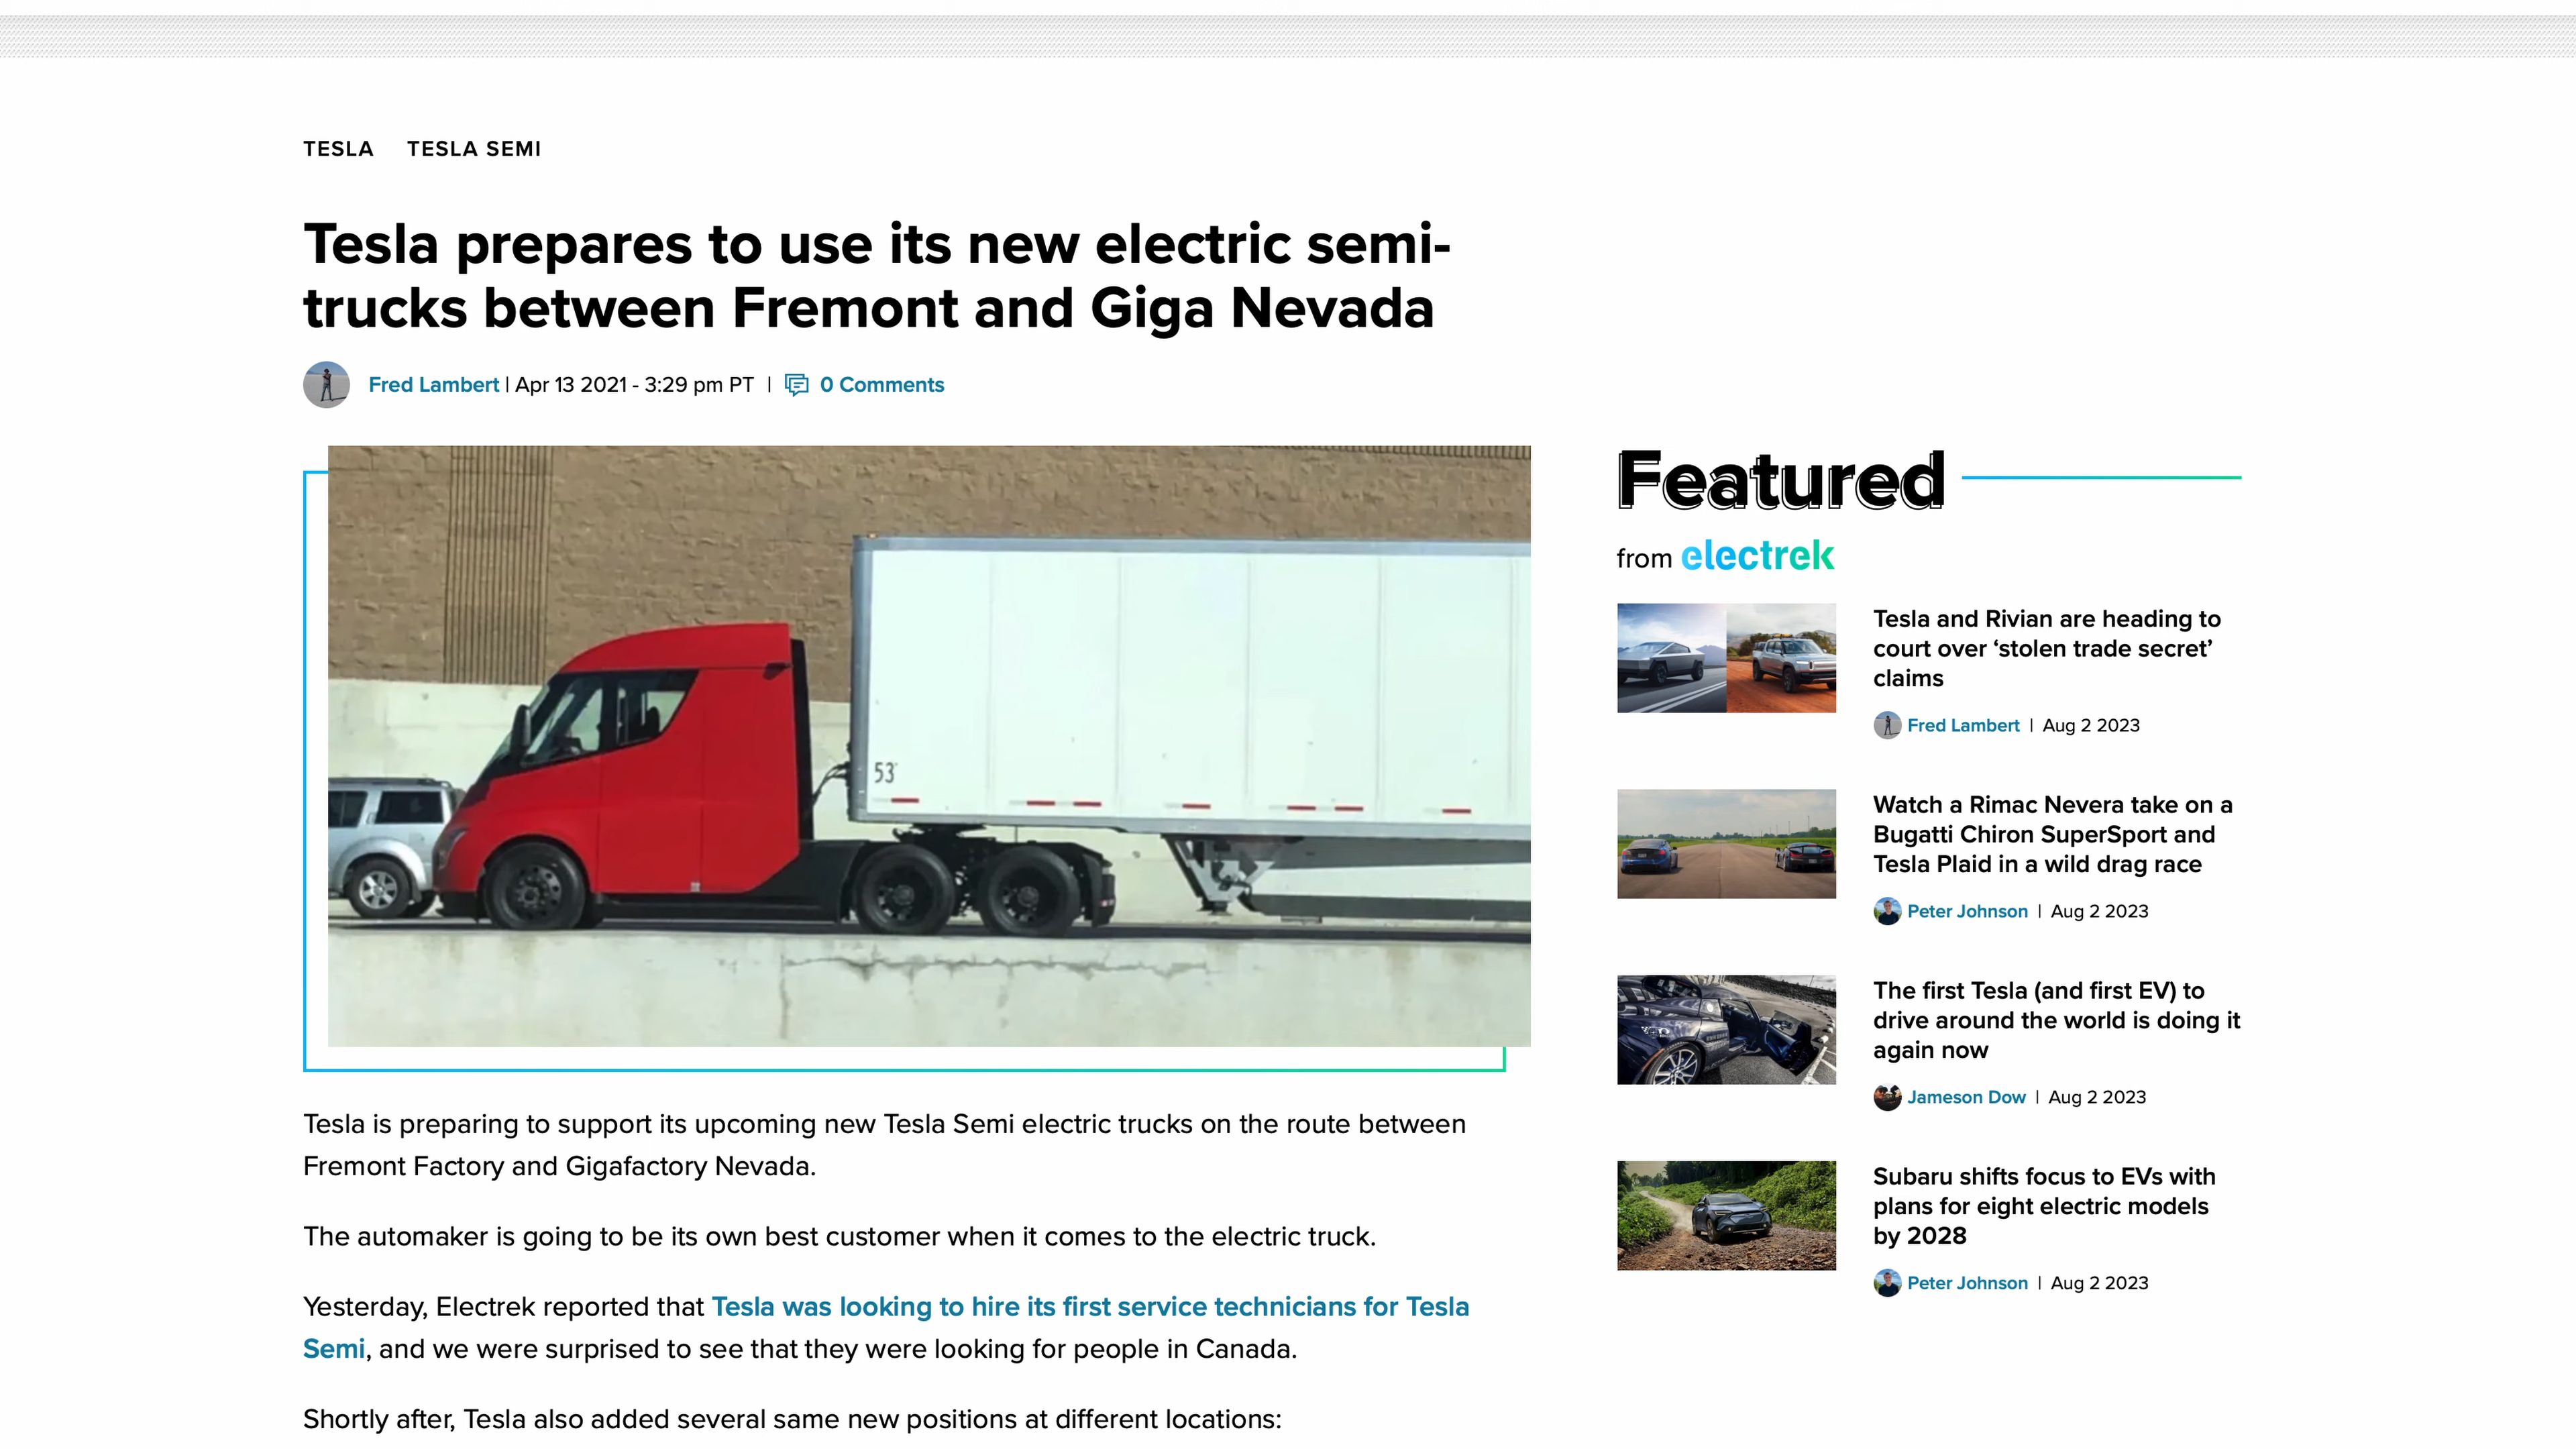 TESLA TESLA SEMI
Tesla prepares to use its new electric semi-
trucks between Fremont and Giga Nevada
Fred Lambert | Apr 13 2021 - 3:29 pm PT | 0 Comments
53'
Tesla is preparing to support its upcoming new Tesla Semi electric trucks on the route between
Fremont Factory and Gigafactory Nevada.
The automaker is going to be its own best customer when it comes to the electric truck.
Yesterday, Electrek reported that Tesla was looking to hire its first service technicians for Tesla
Semi, and we were surprised to see that they were looking for people in Canada.
Shortly after, Tesla also added several same new positions at different locations:
Featured
from electrek
Tesla and Rivian are heading to
court over ‘stolen trade secret’
claims
Fred Lambert | Aug 2 2023
Watch a Rimac Nevera take on a
Bugatti Chiron SuperSport and
Tesla Plaid in a wild drag race
Peter Johnson | Aug 2 2023
The first Tesla (and first EV) to
drive around the world is doing it
again now
Jameson Dow | Aug 2 2023
Subaru shifts focus to EVs with
plans for eight electric models
by 2028
Peter Johnson | Aug 2 2023